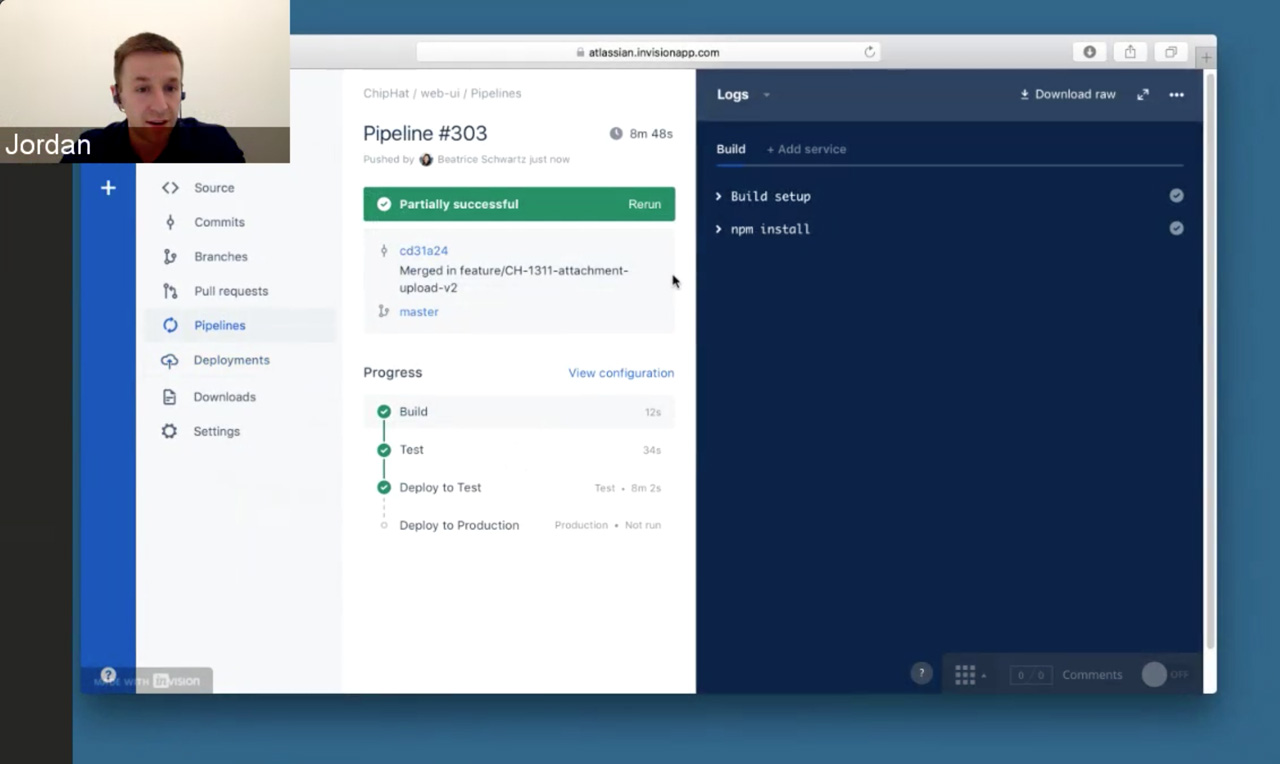 Jordan
atlassian.invisionapp.com
Source
Commits
Branches
Pull requests
Pipelines
Deployments
Downloads
Settings
?
MADE WITH inVISION
ChipHat / web-ui / Pipelines
Pipeline #303
8m 48s
Pushed by Beatrice Schwartz just now
Partially successful
Rerun
cd31a24
Merged in feature/CH-1311-attachment-
upload-v2
master
Progress
View configuration
Build 12s
Test 34s
Deploy to Test Test • 8m 2s
Deploy to Production Production • Not run
Logs
Download raw
Build + Add service
Build setup
npm install
?
0 / 0 Comments OFF